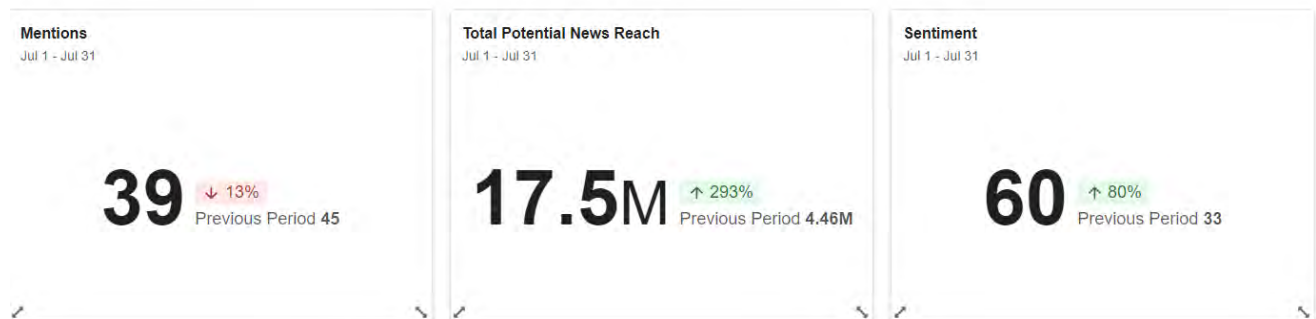 Mentions
Jul 1 - Jul 31
39
↓ 13%
Previous Period 45
Total Potential News Reach
Jul 1 - Jul 31
17.5M
↑ 293%
Previous Period 4.46M
Sentiment
Jul 1 - Jul 31
60
↑ 80%
Previous Period 33